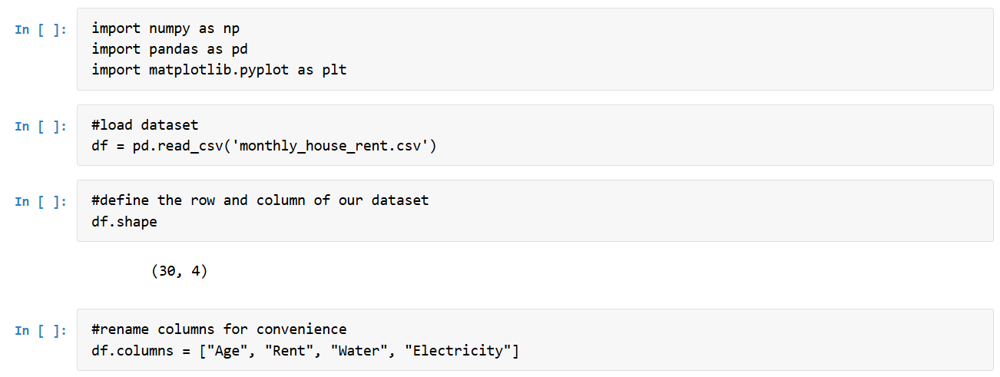 In [ ]: import numpy as np
import pandas as pd
import matplotlib.pyplot as plt
In [ ]: #load dataset
df = pd.read_csv('monthly_house_rent.csv')
In [ ]: #define the row and column of our dataset
df.shape
(30, 4)
In [ ]: #rename columns for convenience
df.columns = ["Age", "Rent", "Water", "Electricity"]